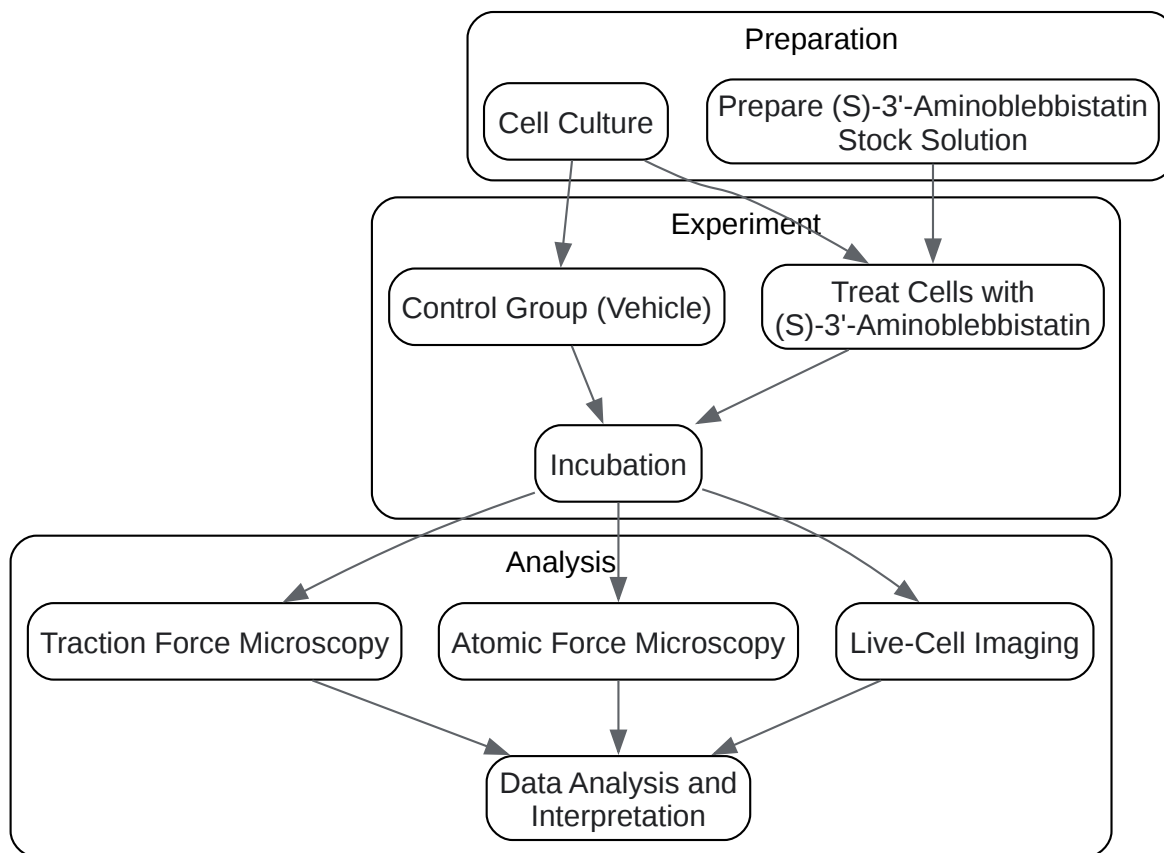 Preparation
Cell Culture
Prepare (S)-3'-Aminoblebbistatin
Stock Solution
Experiment
Control Group (Vehicle)
Treat Cells with
(S)-3'-Aminoblebbistatin
Incubation
Analysis
Traction Force Microscopy
Atomic Force Microscopy
Live-Cell Imaging
Data Analysis and
Interpretation